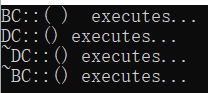 BC::( )  executes...
DC::() executes...
~DC::() executes...
~BC::() executes...